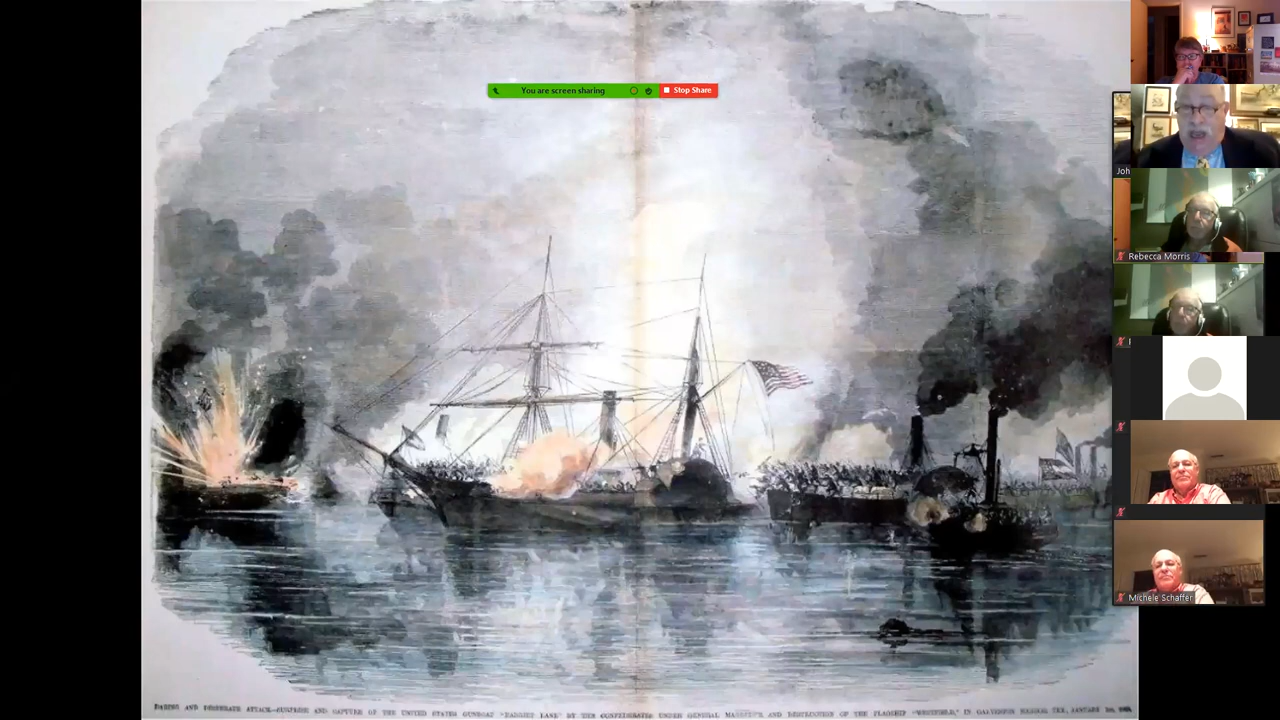 You are screen sharing
Stop Share
Joh
Rebecca Morris
Michele Schaffer
DARING AND DESPERATE ATTACK—SURPRISE AND CAPTURE OF THE UNITED STATES GUNBOAT "HARRIET LANE" BY THE CONFEDERATES UNDER GENERAL MAGRUDER AND DESTRUCTION OF THE FLAGSHIP "WESTFIELD," IN GALVESTON HARBOR TEX., JANUARY